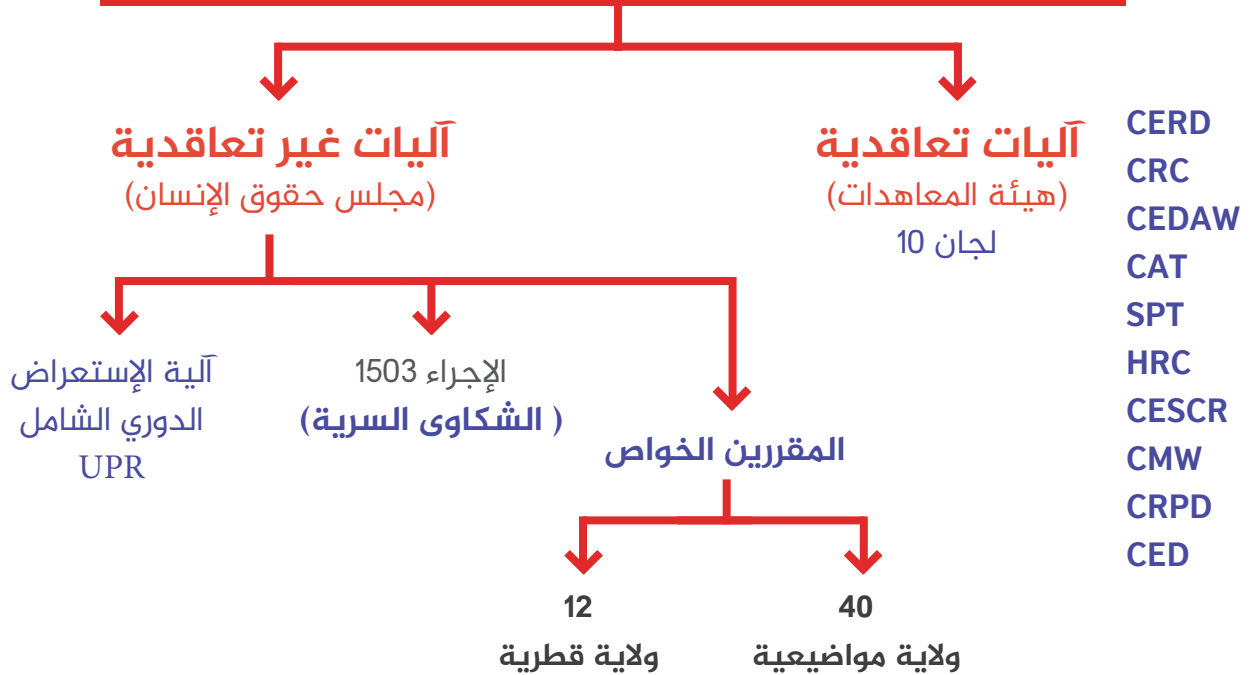 آليات تعاقدية
(هيئة المعاهدات)
لجان 10
CERD
CRC
CEDAW
CAT
SPT
HRC
CESCR
CMW
CRPD
CED
آليات غير تعاقدية
(مجلس حقوق الإنسان)
المقررين الخواص
40
ولاية مواضيعية
12
ولاية قطرية
الإجراء 1503
( الشكاوى السرية)
آلية الإستعراض
الدوري الشامل
UPR